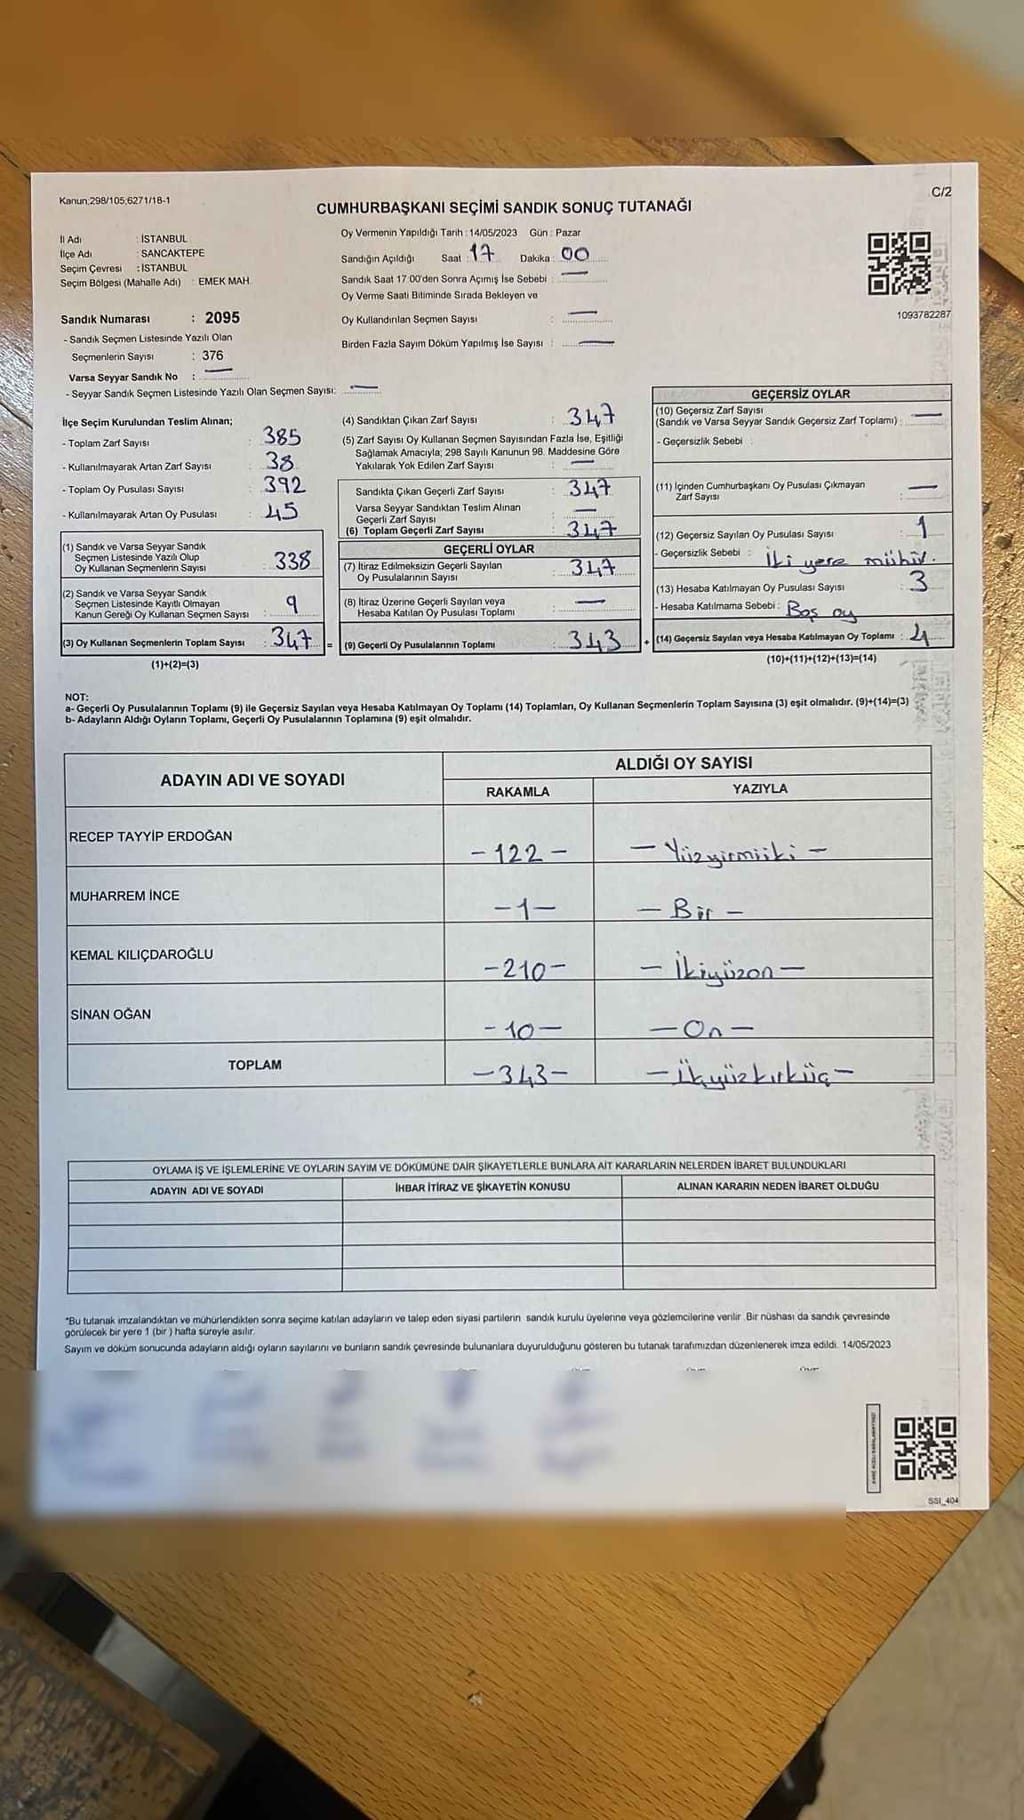 Kanun;298/105;6271/18-1
C/2
CUMHURBAŞKANI SEÇİMİ SANDIK SONUÇ TUTANAĞI
İl Adı : İSTANBUL
İlçe Adı : SANCAKTEPE
Seçim Çevresi : İSTANBUL
Seçim Bölgesi (Mahalle Adı) : EMEK MAH.
Sandık Numarası : 2095
- Sandık Seçmen Listesinde Yazılı Olan
Seçmenlerin Sayısı : 376
Varsa Seyyar Sandık No : —
- Seyyar Sandık Seçmen Listesinde Yazılı Olan Seçmen Sayısı: —
Oy Vermenin Yapıldığı Tarih : 14/05/2023 Gün : Pazar
Sandığın Açıldığı Saat : 17 Dakika : 00
Sandık Saat 17:00'den Sonra Açımış İse Sebebi : —
Oy Verme Saati Bitiminde Sırada Bekleyen ve
Oy Kullandırılan Seçmen Sayısı : —
Birden Fazla Sayım Döküm Yapılmış İse Sayısı : —
1093782287
İlçe Seçim Kurulundan Teslim Alınan;
- Toplam Zarf Sayısı : 385
- Kullanılmayarak Artan Zarf Sayısı : 38
- Toplam Oy Pusulası Sayısı : 392
- Kullanılmayarak Artan Oy Pusulası : 45
(1) Sandık ve Varsa Seyyar Sandık
Seçmen Listesinde Yazılı Olup
Oy Kullanan Seçmenlerin Sayısı : 338
(2) Sandık ve Varsa Seyyar Sandık
Seçmen Listesinde Kayıtlı Olmayan
Kanun Gereği Oy Kullanan Seçmen Sayısı : 9
(3) Oy Kullanan Seçmenlerin Toplam Sayısı : 347 =
(1)+(2)=(3)
(4) Sandıktan Çıkan Zarf Sayısı : 347
(5) Zarf Sayısı Oy Kullanan Seçmen Sayısından Fazla İse, Eşitliği
Sağlamak Amacıyla; 298 Sayılı Kanunun 98. Maddesine Göre
Yakılarak Yok Edilen Zarf Sayısı : —
Sandıkta Çıkan Geçerli Zarf Sayısı : 347
Varsa Seyyar Sandıktan Teslim Alınan
Geçerli Zarf Sayısı : —
(6) Toplam Geçerli Zarf Sayısı : 347
GEÇERLİ OYLAR
(7) İtiraz Edilmeksizin Geçerli Sayılan
Oy Pusulalarının Sayısı : 347
(8) İtiraz Üzerine Geçerli Sayılan veya
Hesaba Katılan Oy Pusulası Toplamı : —
(9) Geçerli Oy Pusulalarının Toplamı : 343 +
GEÇERSİZ OYLAR
(10) Geçersiz Zarf Sayısı
(Sandık ve Varsa Seyyar Sandık Geçersiz Zarf Toplamı) : —
- Geçersizlik Sebebi :
(11) İçinden Cumhurbaşkanı Oy Pusulası Çıkmayan
Zarf Sayısı : —
(12) Geçersiz Sayılan Oy Pusulası Sayısı : 1
- Geçersizlik Sebebi : İki yere mühür.
(13) Hesaba Katılmayan Oy Pusulası Sayısı : 3
- Hesaba Katılmama Sebebi : Boş oy
(14) Geçersiz Sayılan veya Hesaba Katılmayan Oy Toplamı : 4
(10)+(11)+(12)+(13)=(14)
NOT:
a- Geçerli Oy Pusulalarının Toplamı (9) ile Geçersiz Sayılan veya Hesaba Katılmayan Oy Toplamı (14) Toplamları, Oy Kullanan Seçmenlerin Toplam Sayısına (3) eşit olmalıdır. (9)+(14)=(3)
b- Adayların Aldığı Oyların Toplamı, Geçerli Oy Pusulalarının Toplamına (9) eşit olmalıdır.
ADAYIN ADI VE SOYADI ALDIĞI OY SAYISI
RAKAMLA YAZIYLA
RECEP TAYYİP ERDOĞAN -122- - Yüzyirmiiki -
MUHARREM İNCE -1- - Bir -
KEMAL KILIÇDAROĞLU -210- - İkiyüzon -
SİNAN OĞAN -10- - On -
TOPLAM -343- - Üçyüzkırküç -
OYLAMA İŞ VE İŞLEMLERİNE VE OYLARIN SAYIM VE DÖKÜMÜNE DAİR ŞİKAYETLERLE BUNLARA AİT KARARLARIN NELERDEN İBARET BULUNDUKLARI
ADAYIN ADI VE SOYADI İHBAR İTİRAZ VE ŞİKAYETİN KONUSU ALINAN KARARIN NEDEN İBARET OLDUĞU
*Bu tutanak imzalandıktan ve mühürlendikten sonra seçime katılan adayların ve talep eden siyasi partilerin sandık kurulu üyelerine veya gözlemcilerine verilir. Bir nüshası da sandık çevresinde
görülecek bir yere 1 (bir ) hafta süreyle asılır.
Sayım ve döküm sonucunda adayların aldığı oyların sayılarını ve bunların sandık çevresinde bulunanlara duyurulduğunu gösteren bu tutanak tarafımızdan düzenlenerek imza edildi. 14/05/2023
SSI_404